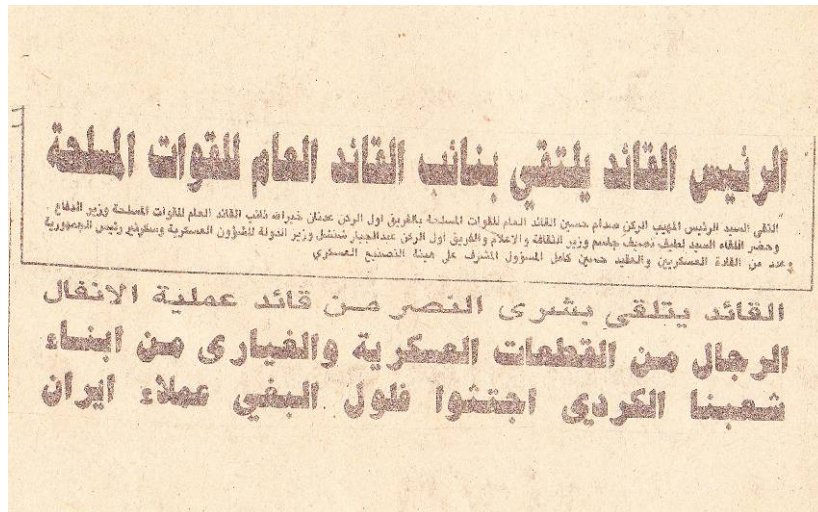 الرئيس القائد يلتقي بنائب القائد العام للقوات المسلحة
التقى السيد الرئيس المهيب الركن صدام حسين القائد العام للقوات المسلحة بالفريق اول الركن عدنان خيرالله نائب القائد العام للقوات المسلحة وزير الدفاع .
وحضر اللقاء السيد لطيف نصيف جاسم وزير الثقافة والاعلام والفريق أول الركن عبدالجبار شنشل وزير الدولة للشؤون العسكرية وسكرتير رئيس الجمهورية
وعدد من القادة العسكريين والعقيد حسين كامل المسؤول المشرف على هيئة التصنيع العسكري
القائد يتلقى بشرى النصر من قائد عملية الانفال
الرجال من القطعات العسكرية والغيارى من ابناء
شعبنا الكردي اجتثوا فلول البغي عملاء ايران